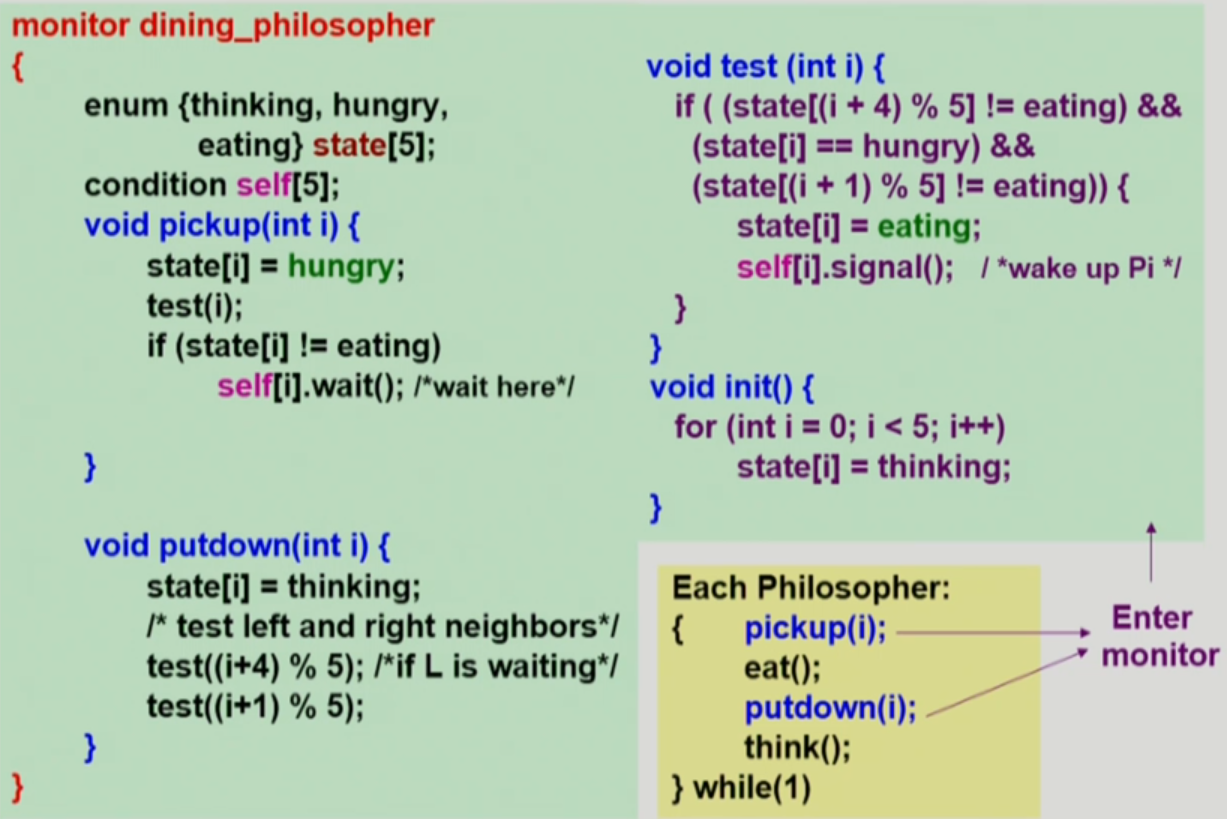 monitor dining_philosopher
{
enum {thinking, hungry,
eating} state[5];
condition self[5];
void pickup(int i) {
state[i] = hungry;
test(i);
if (state[i] != eating)
self[i].wait(); /*wait here*/
}
void putdown(int i) {
state[i] = thinking;
/* test left and right neighbors*/
test((i+4) % 5); /*if L is waiting*/
test((i+1) % 5);
}
}
void test (int i) {
if ( (state[(i + 4) % 5] != eating) &&
(state[i] == hungry) &&
(state[(i + 1) % 5] != eating)) {
state[i] = eating;
self[i].signal(); / *wake up Pi */
}
}
void init() {
for (int i = 0; i < 5; i++)
state[i] = thinking;
}
Each Philosopher:
{ pickup(i);
eat();
putdown(i);
think();
} while(1)
Enter
monitor